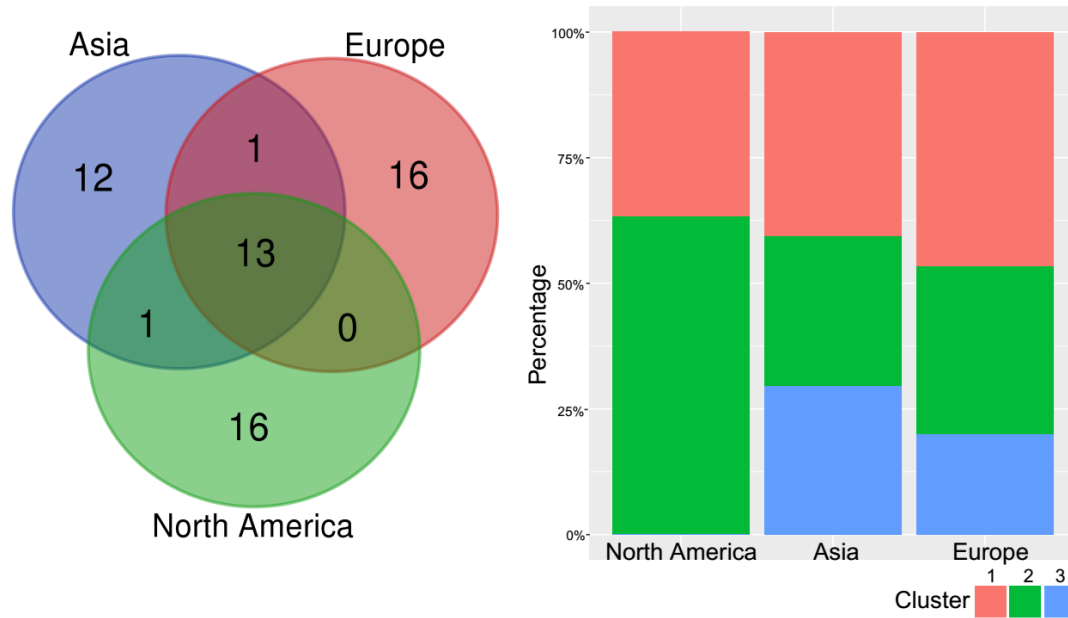 Asia
Europe
12
1
16
13
1
0
16
North America
Percentage
100%
75%
50%
25%
0%
North America Asia Europe
1 2 3
Cluster